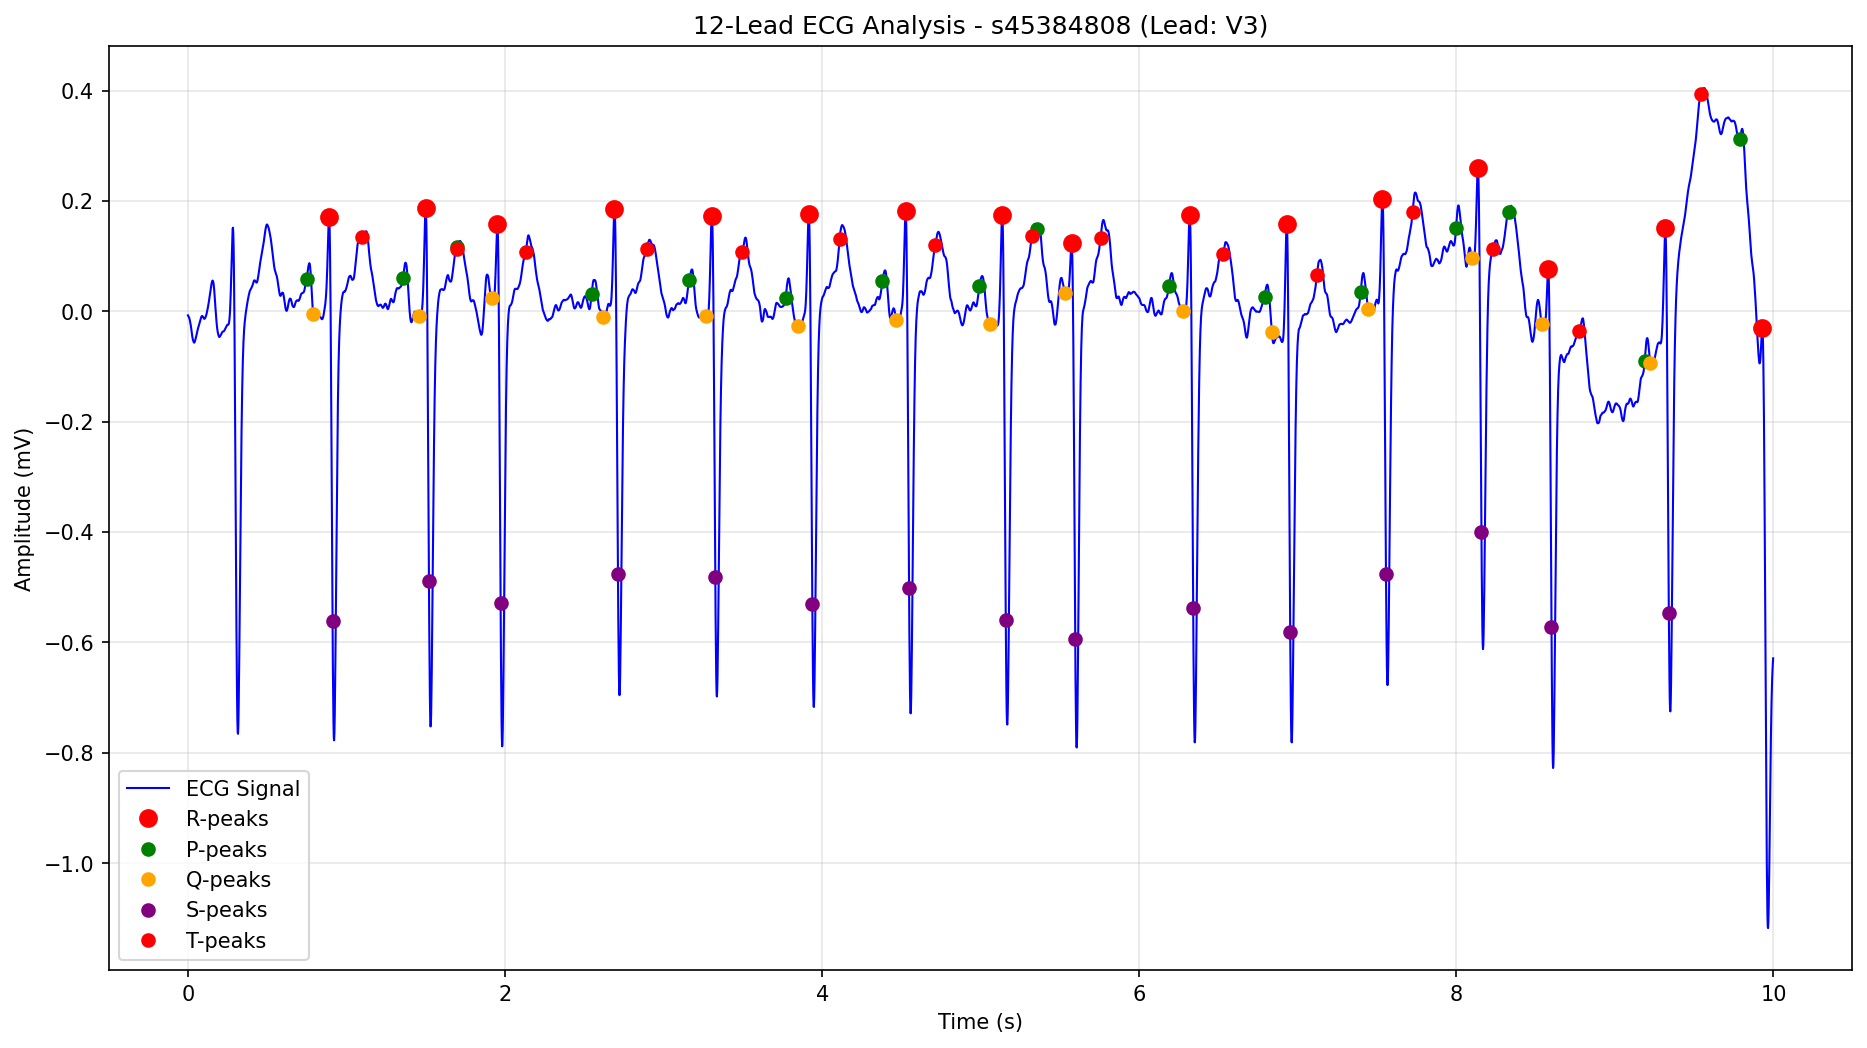 12-Lead ECG Analysis - s45384808 (Lead: V3)
Amplitude (mV)
0.4
0.2
0.0
−0.2
−0.4
−0.6
−0.8
−1.0
ECG Signal
R-peaks
P-peaks
Q-peaks
S-peaks
T-peaks
0 2 4 6 8 10
Time (s)